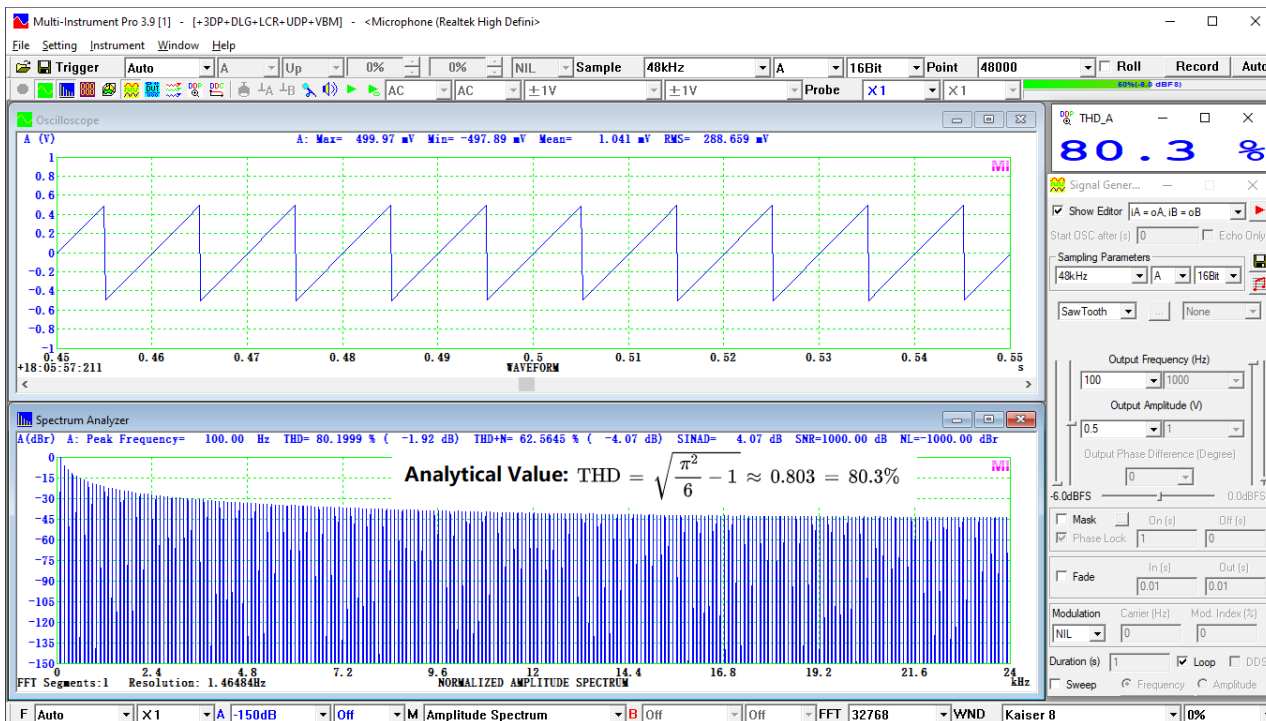 Multi-Instrument Pro 3.9 [1] - [+3DP+DLG+LCR+UDP+VBM] - <Microphone (Realtek High Defini>
File Setting Instrument Window Help
Trigger Auto A Up 0% 0% NIL Sample 48kHz A 16Bit Point 48000 Roll Record Auto
A B AC AC ±1V ±1V Probe X1 X1 50%(-6.0 dBFS)
Oscilloscope
A (V) A: Max= 499.97 mV Min= -497.89 mV Mean= 1.041 mV RMS= 288.659 mV
MI
1
0.8
0.6
0.4
0.2
0
-0.2
-0.4
-0.6
-0.8
-1
0.45 0.46 0.47 0.48 0.49 0.5 0.51 0.52 0.53 0.54 0.55
+18:05:57:211 WAVEFORM s
Spectrum Analyzer
A(dBr) A: Peak Frequency= 100.00 Hz THD= 80.1999 % ( -1.92 dB) THD+N= 62.5645 % ( -4.07 dB) SINAD= 4.07 dB SNR=1000.00 dB NL=-1000.00 dBr
Analytical Value: THD = √(π²/6 − 1) ≈ 0.803 = 80.3%
MI
0
-15
-30
-45
-60
-75
-90
-105
-120
-135
-150
0 2.4 4.8 7.2 9.6 12 14.4 16.8 19.2 21.6 24
FFT Segments:1 Resolution: 1.46484Hz NORMALIZED AMPLITUDE SPECTRUM kHz
F Auto X1 A -150dB Off M Amplitude Spectrum B Off Off FFT 32768 WND Kaiser 8 0%
DDP THD_A
80.3 %
Signal Gener...
Show Editor iA = oA, iB = oB
Start OSC after (s) 0 Echo Only
Sampling Parameters
48kHz A 16Bit
SawTooth ... None
Output Frequency (Hz)
100 1000
Output Amplitude (V)
0.5 1
Output Phase Difference (Degree)
0
-6.0dBFS 0.0dBFS
Mask On (s) Off (s)
Phase Lock 1 0
Fade In (s) Out (s)
0.01 0.01
Modulation Carrier (Hz) Mod. Index (%)
NIL 0 0
Duration (s) 1 Loop DDS
Sweep Frequency Amplitude